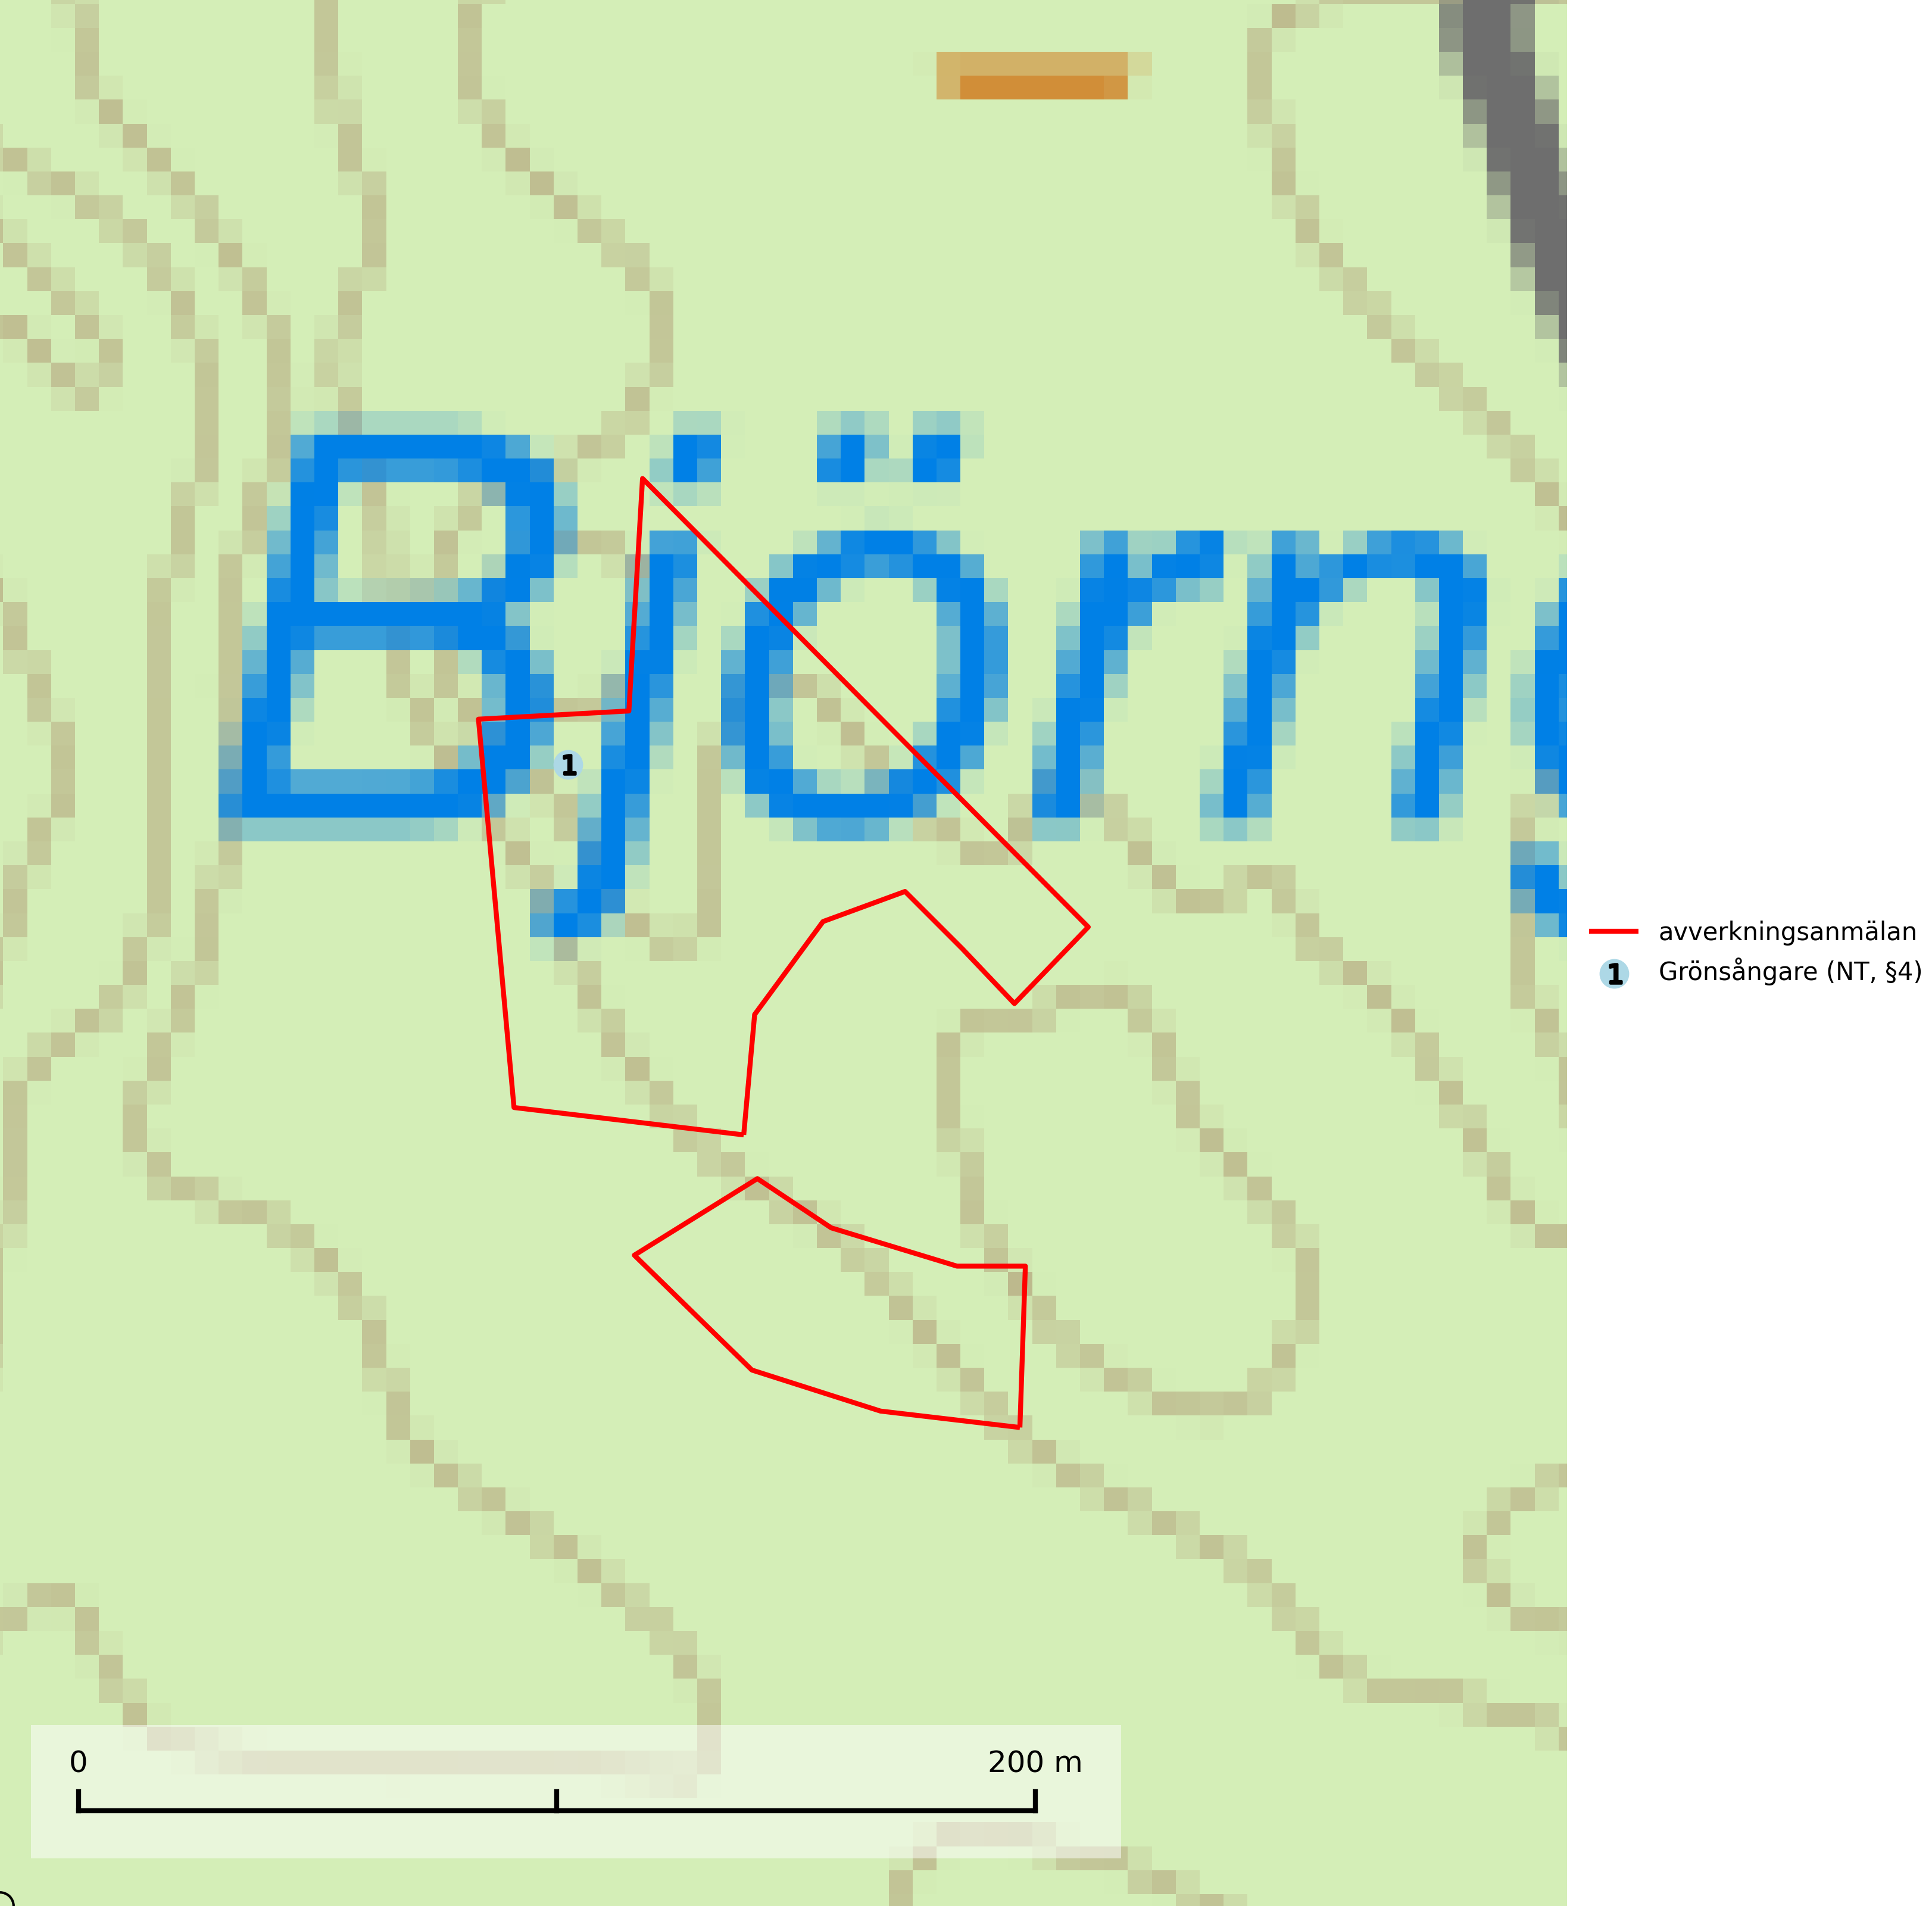 Björn
1
avverkningsanmälan
1 Grönsångare (NT, §4)
0 200 m